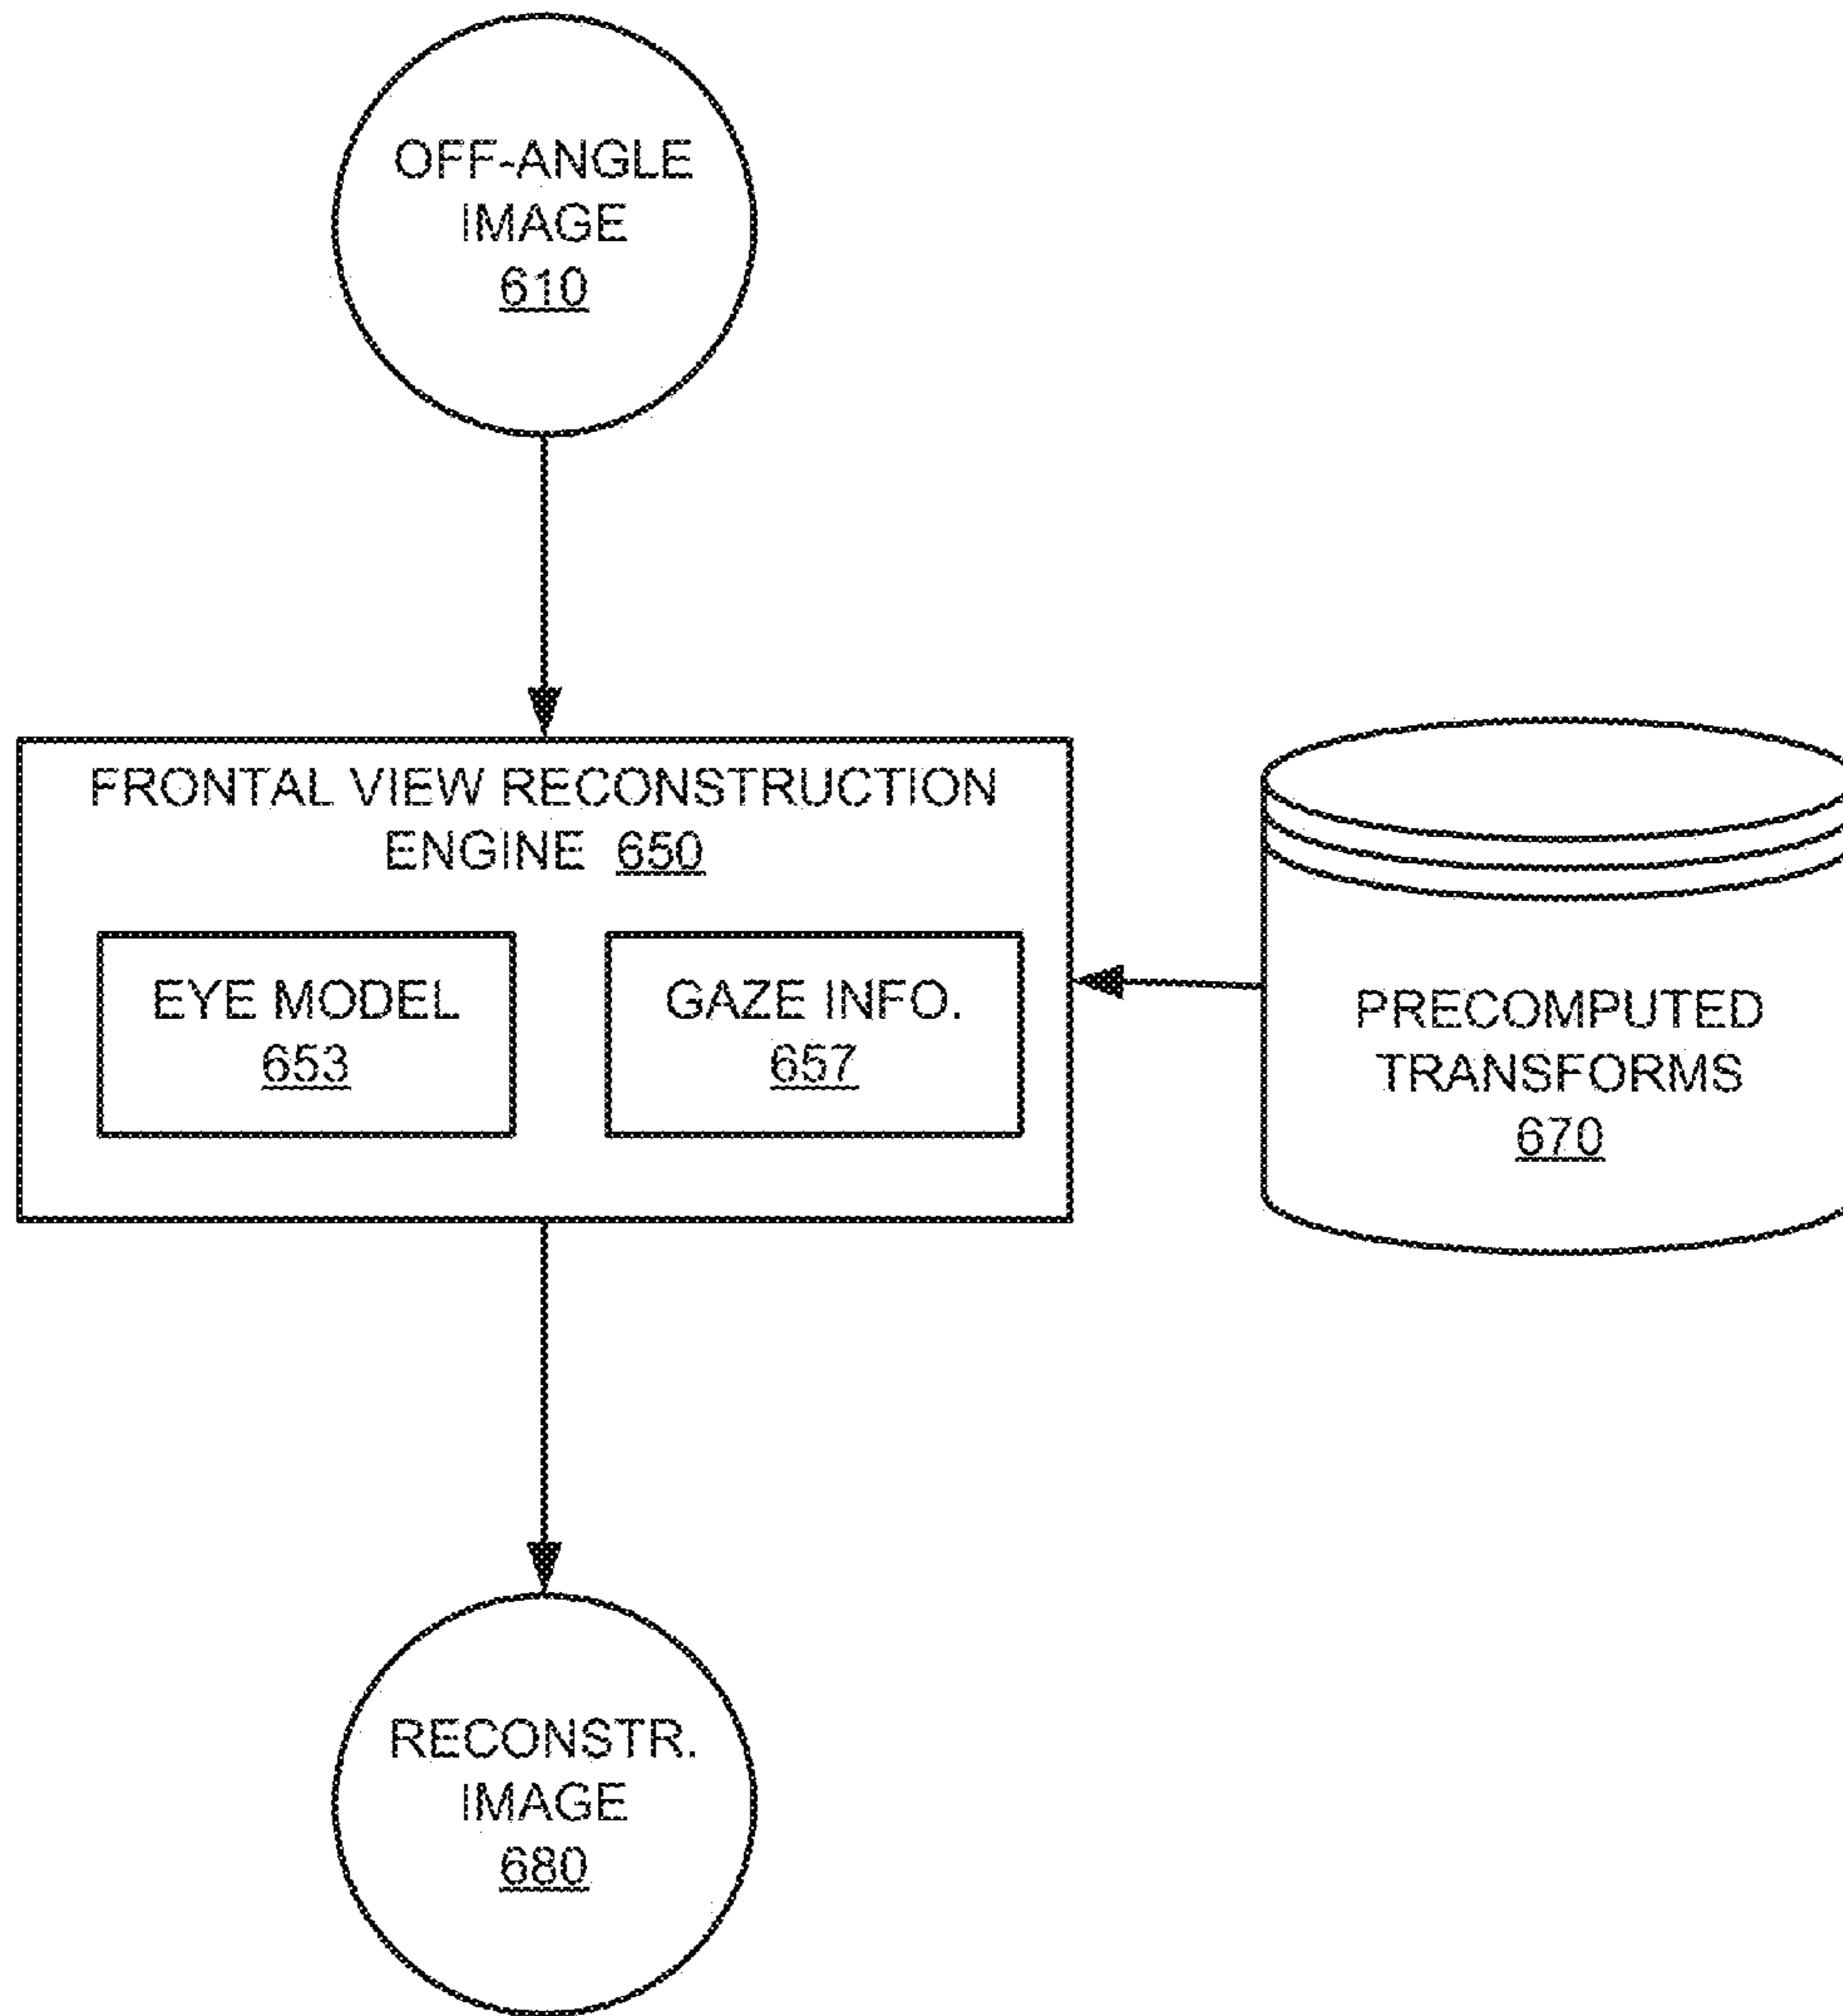 OFF-ANGLE
IMAGE
610
FRONTAL VIEW RECONSTRUCTION
ENGINE 650
EYE MODEL
653
GAZE INFO.
657
PRECOMPUTED
TRANSFORMS
670
RECONSTR.
IMAGE
680